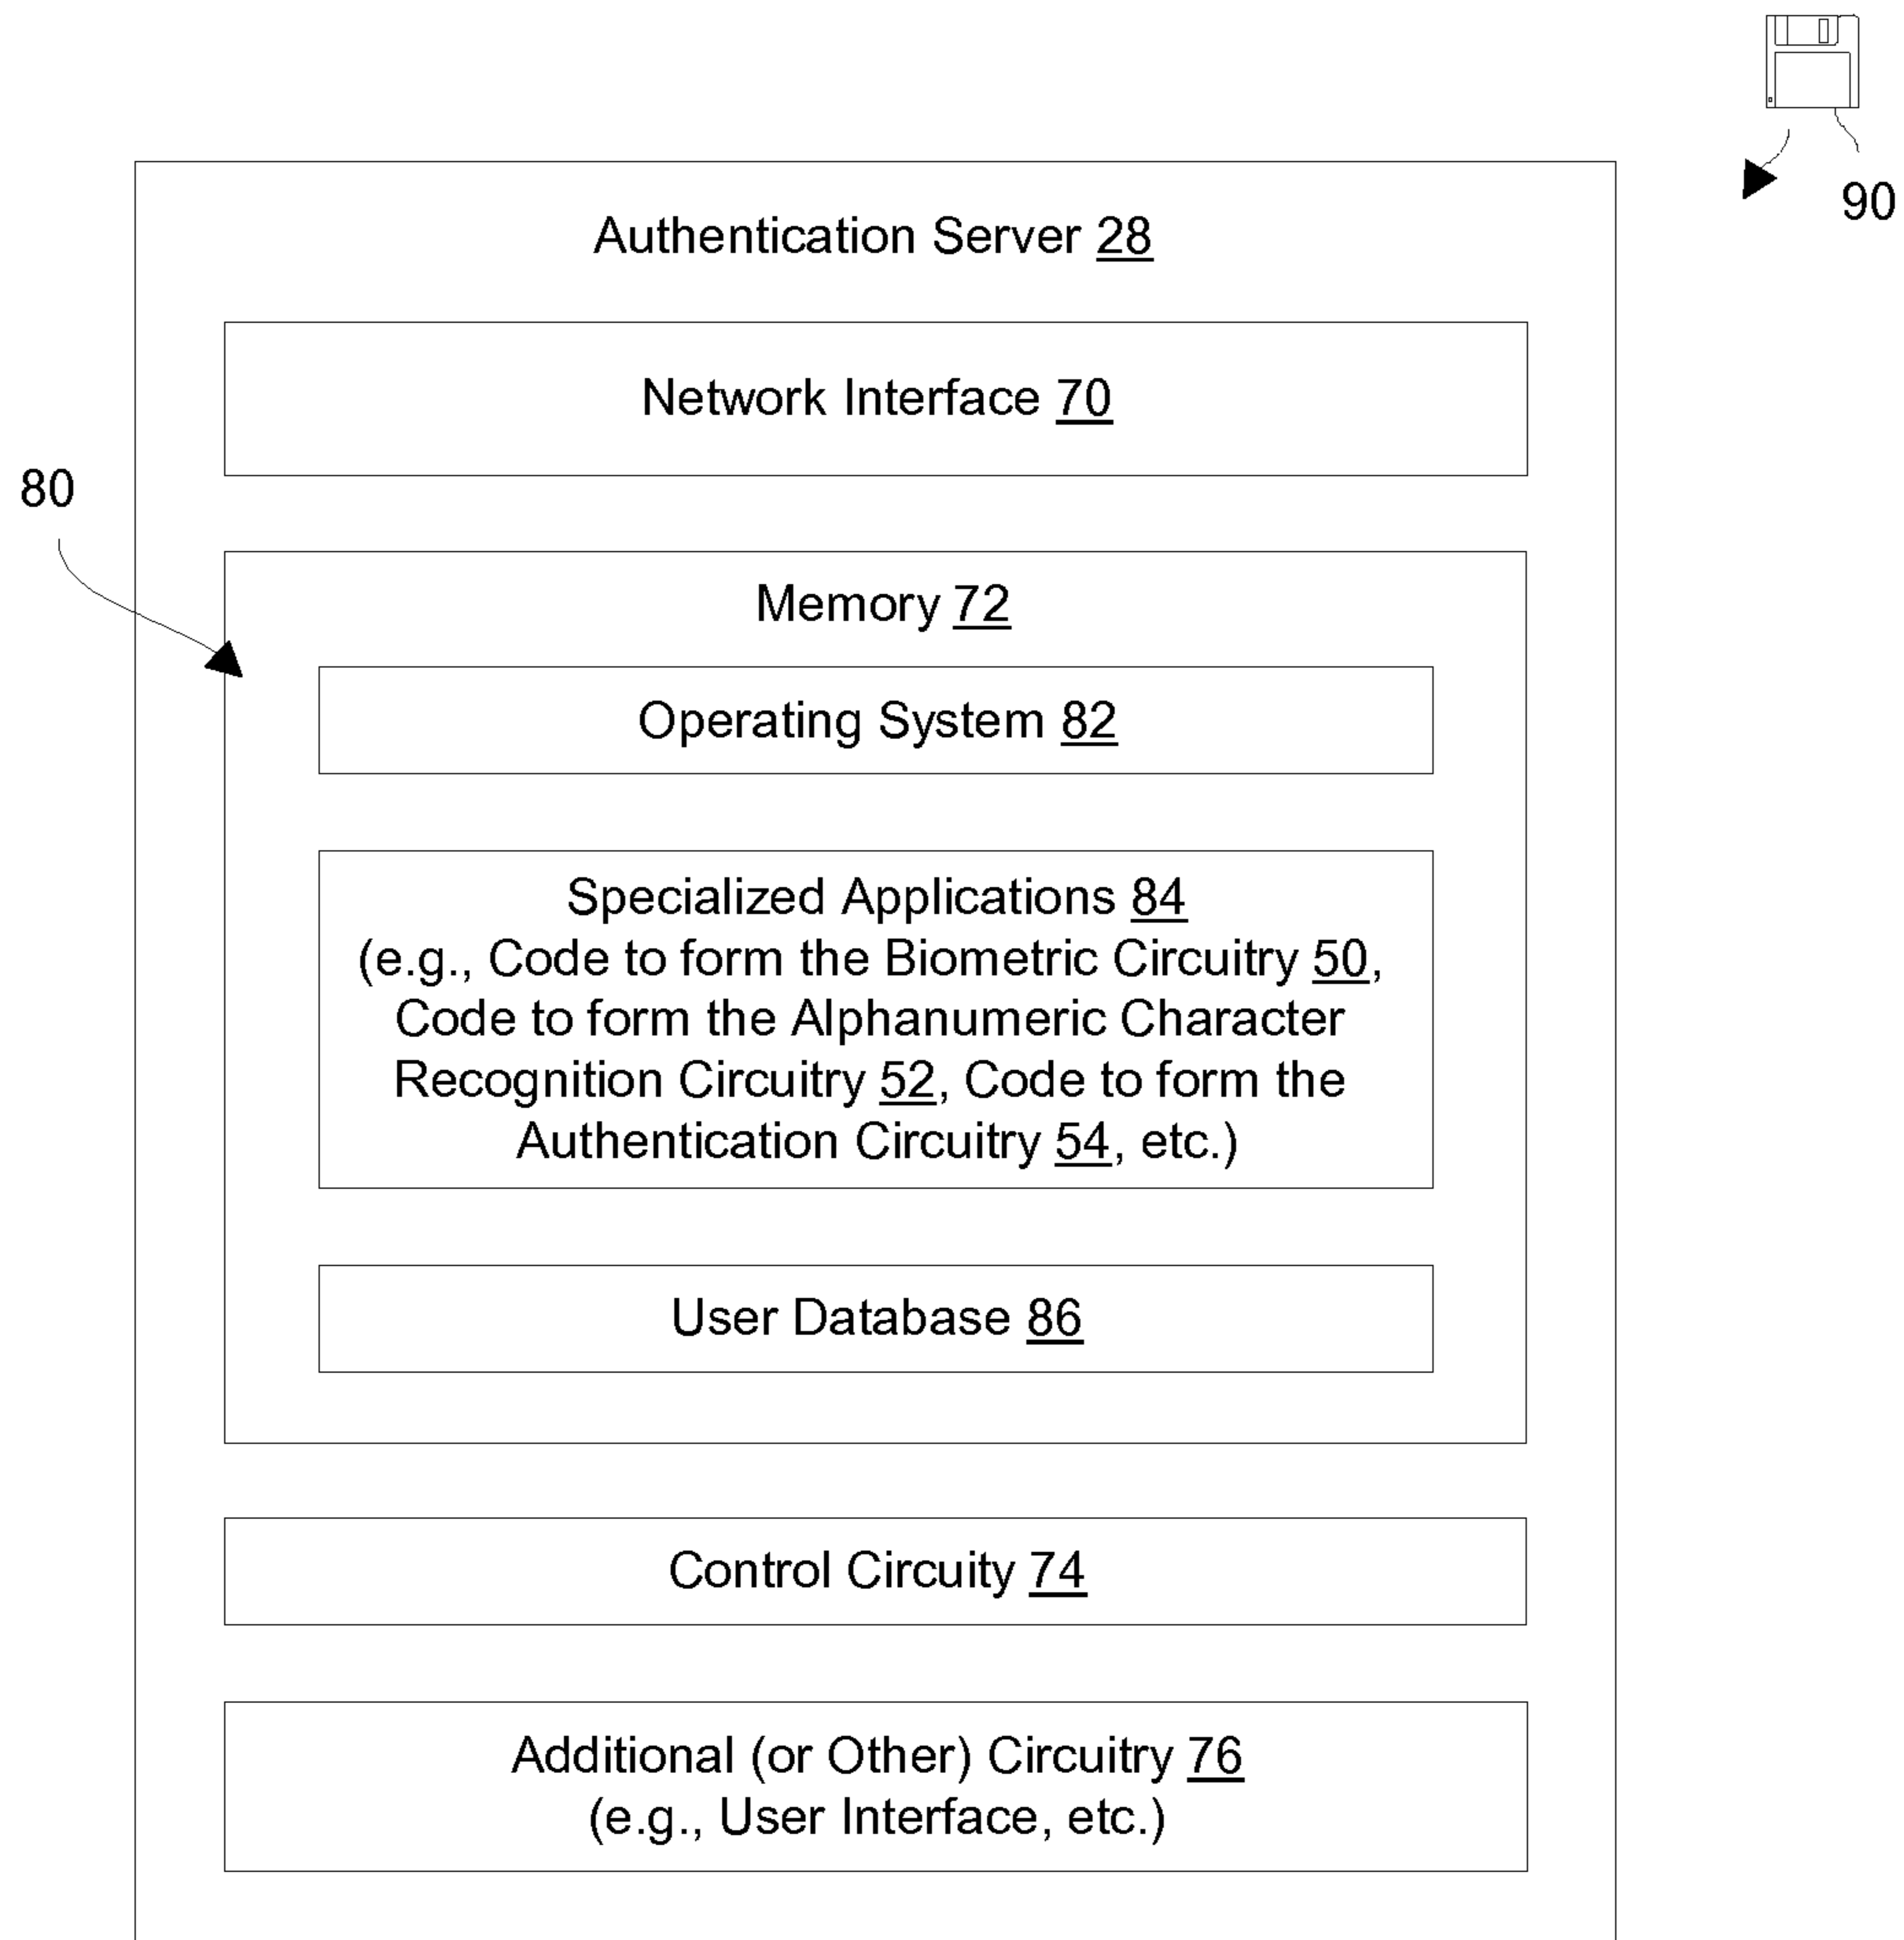 90
Authentication Server 28
Network Interface 70
80
Memory 72
Operating System 82
Specialized Applications 84
(e.g., Code to form the Biometric Circuitry 50,
Code to form the Alphanumeric Character
Recognition Circuitry 52, Code to form the
Authentication Circuitry 54, etc.)
User Database 86
Control Circuity 74
Additional (or Other) Circuitry 76
(e.g., User Interface, etc.)